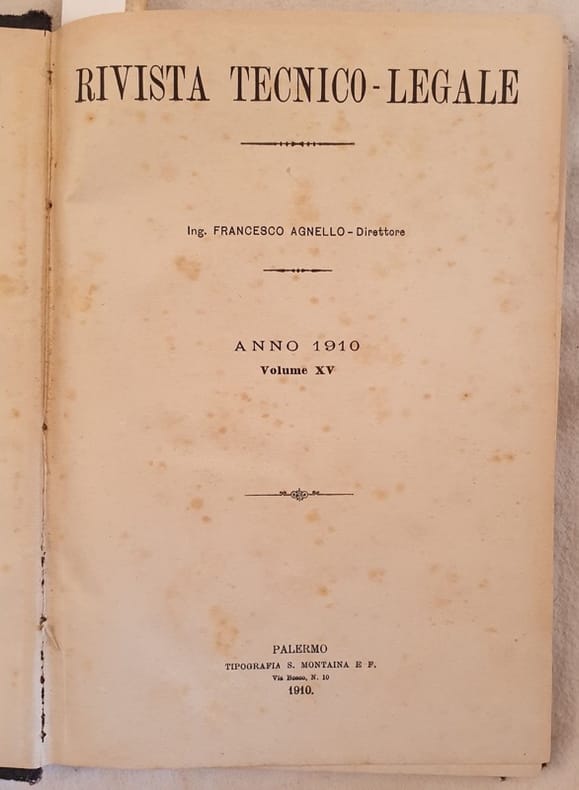 RIVISTA TECNICO-LEGALE
Ing. FRANCESCO AGNELLO - Direttore
ANNO 1910
Volume XV
PALERMO
TIPOGRAFIA S. MONTAINA E F.
Via Bosco, N. 10
1910.